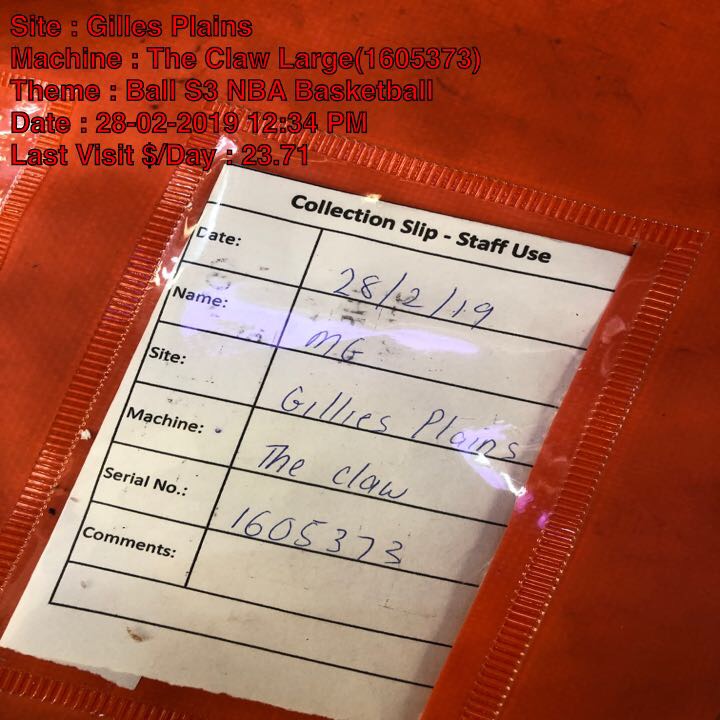 Site : Gilles Plains
Machine : The Claw Large(1605373)
Theme : Ball S3 NBA Basketball
Date : 28-02-2019 12:34 PM
Last Visit $/Day : 23.71
Collection Slip - Staff Use
Date: 28/2/19
Name: MG
Site: Gillies Plains
Machine: The claw
Serial No.: 1605373
Comments: